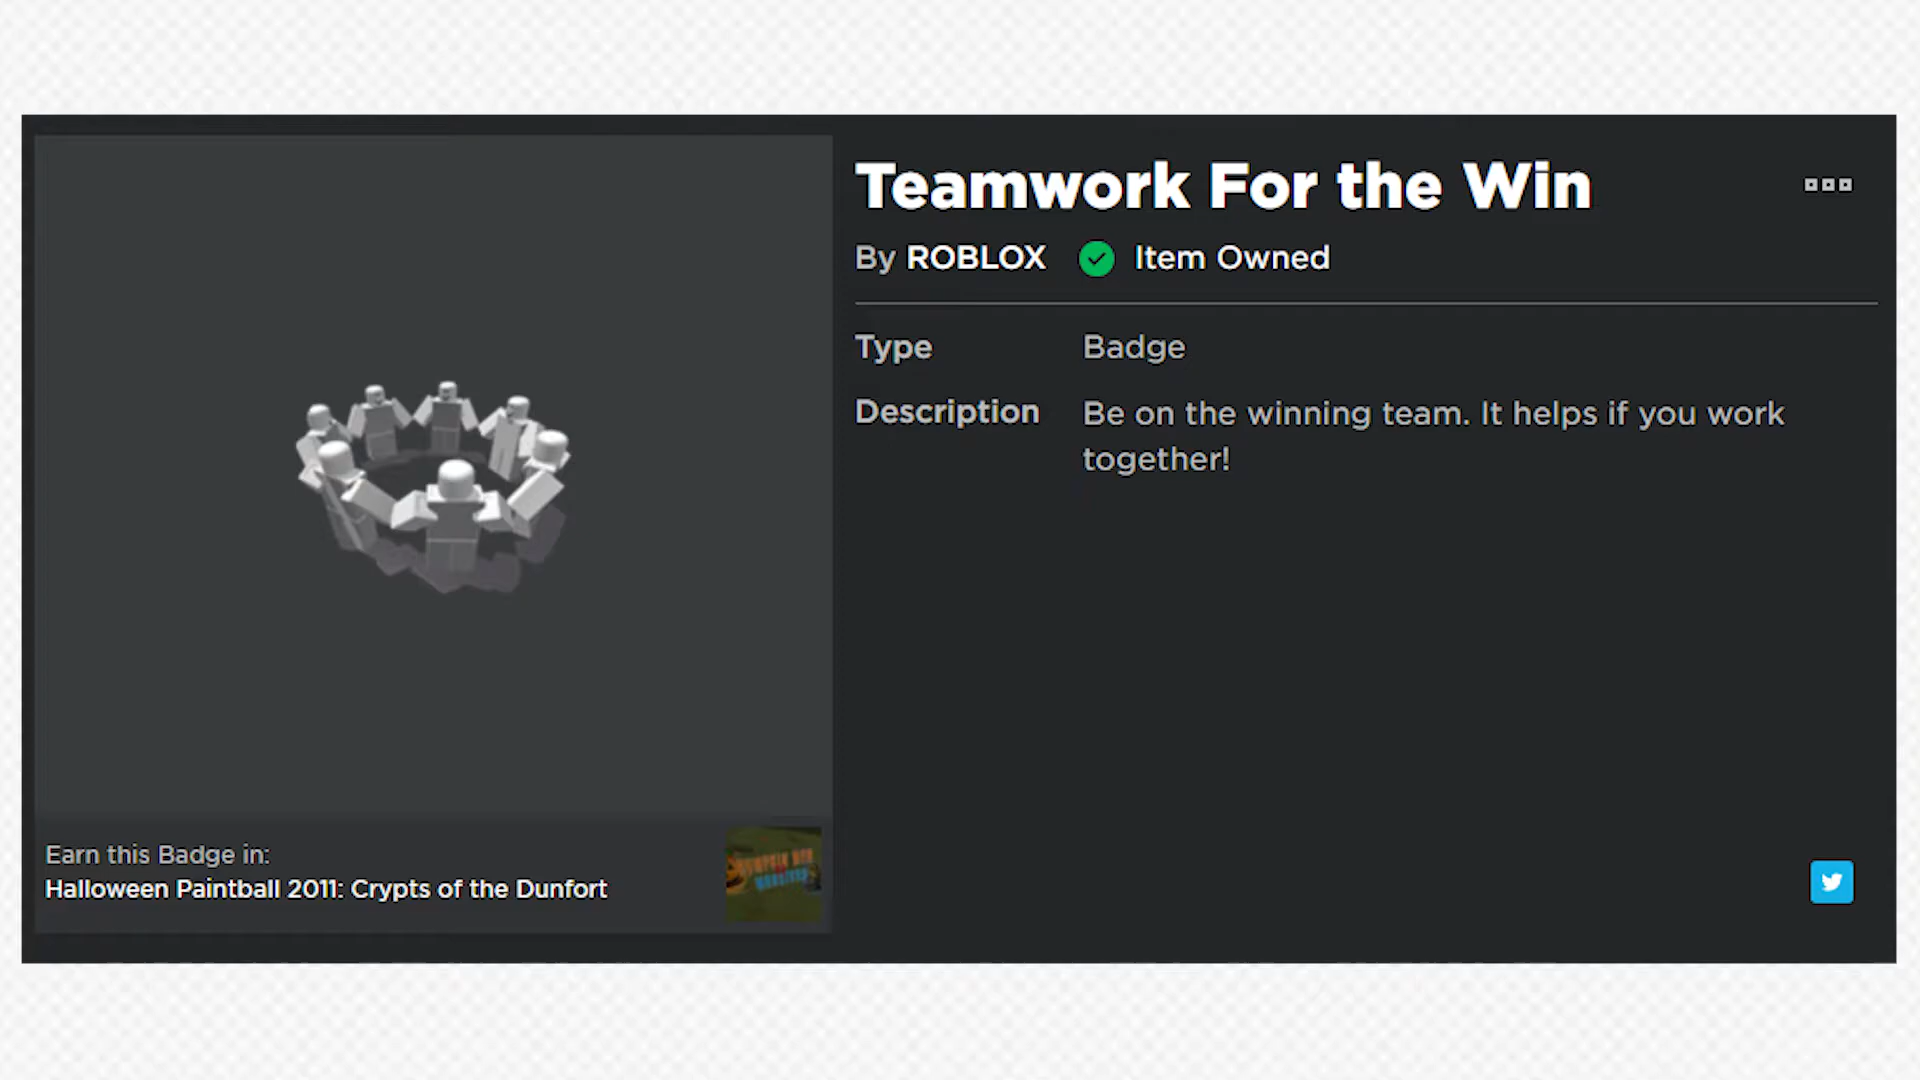 Teamwork For the Win
By ROBLOX Item Owned
Type Badge
Description Be on the winning team. It helps if you work
together!
Earn this Badge in:
Halloween Paintball 2011: Crypts of the Dunfort